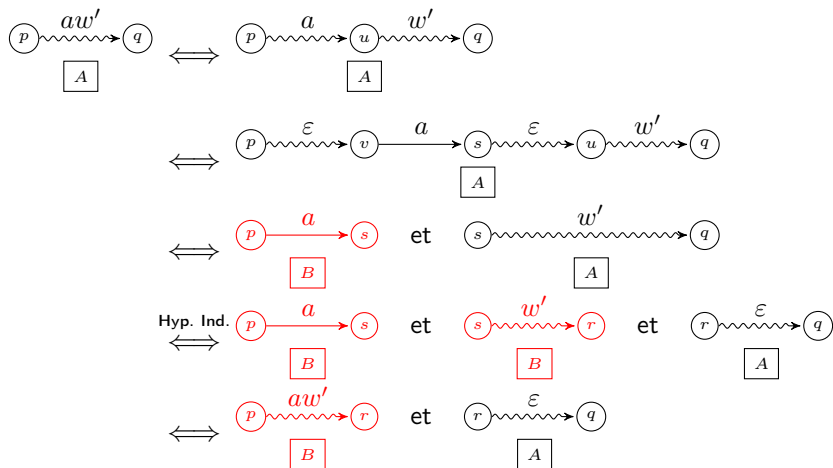 aw′ a w′
p q ⟺ p u q
A A
ε a ε w′
⟺ p v s u q
A
a w′
⟺ p s et s q
B A
Hyp. Ind. a w′ ε
⟺ p s et s r et r q
B B A
aw′ ε
⟺ p r et r q
B A